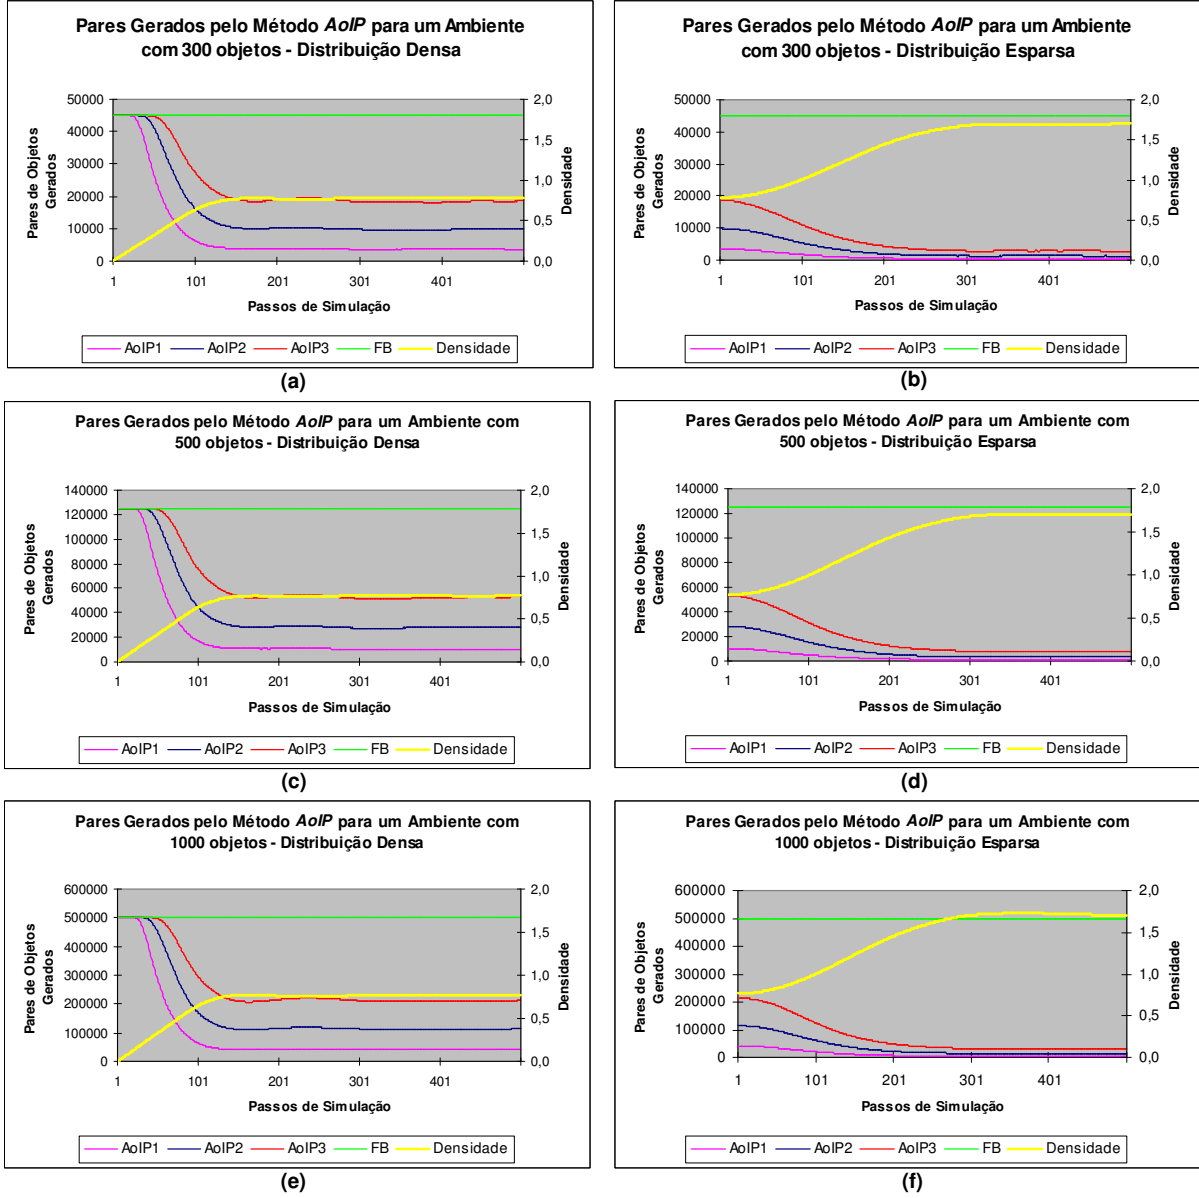 Pares Gerados pelo Método AoIP para um Ambiente
com 300 objetos - Distribuição Densa
50000
40000
30000
20000
10000
0
2,0
1,5
1,0
0,5
0,0
Pares de Objetos
Gerados
Densidade
1
101
201
301
401
Passos de Simulação
AoIP1
AoIP2
AoIP3
FB
Densidade
(a)
Pares Gerados pelo Método AoIP para um Ambiente
com 300 objetos - Distribuição Esparsa
50000
40000
30000
20000
10000
0
2,0
1,5
1,0
0,5
0,0
Pares de Objetos
Gerados
Densidade
1
101
201
301
401
Passos de Simulação
AoIP1
AoIP2
AoIP3
FB
Densidade
(b)
Pares Gerados pelo Método AoIP para um Ambiente com
500 objetos - Distribuição Densa
140000
120000
100000
80000
60000
40000
20000
0
2,0
1,5
1,0
0,5
0,0
Pares de Objetos
Gerados
Densidade
1
101
201
301
401
Passos de Simulação
AoIP1
AoIP2
AoIP3
FB
Densidade
(c)
Pares Gerados pelo Método AoIP para um Ambiente com
500 objetos - Distribuição Esparsa
140000
120000
100000
80000
60000
40000
20000
0
2,0
1,5
1,0
0,5
0,0
Pares de Objetos
Gerados
Densidade
1
101
201
301
401
Passos de Simulação
AoIP1
AoIP2
AoIP3
FB
Densidade
(d)
Pares Gerados pelo Método AoIP para um Ambiente com
1000 objetos - Distribuição Densa
600000
500000
400000
300000
200000
100000
0
2,0
1,5
1,0
0,5
0,0
Pares de Objetos
Gerados
Densidade
1
101
201
301
401
Passos de Simulação
AoIP1
AoIP2
AoIP3
FB
Densidade
(e)
Pares Gerados pelo Método AoIP para um Ambiente com
1000 objetos - Distribuição Esparsa
600000
500000
400000
300000
200000
100000
0
2,0
1,5
1,0
0,5
0,0
Pares de Objetos
Gerados
Densidade
1
101
201
301
401
Passos de Simulação
AoIP1
AoIP2
AoIP3
FB
Densidade
(f)